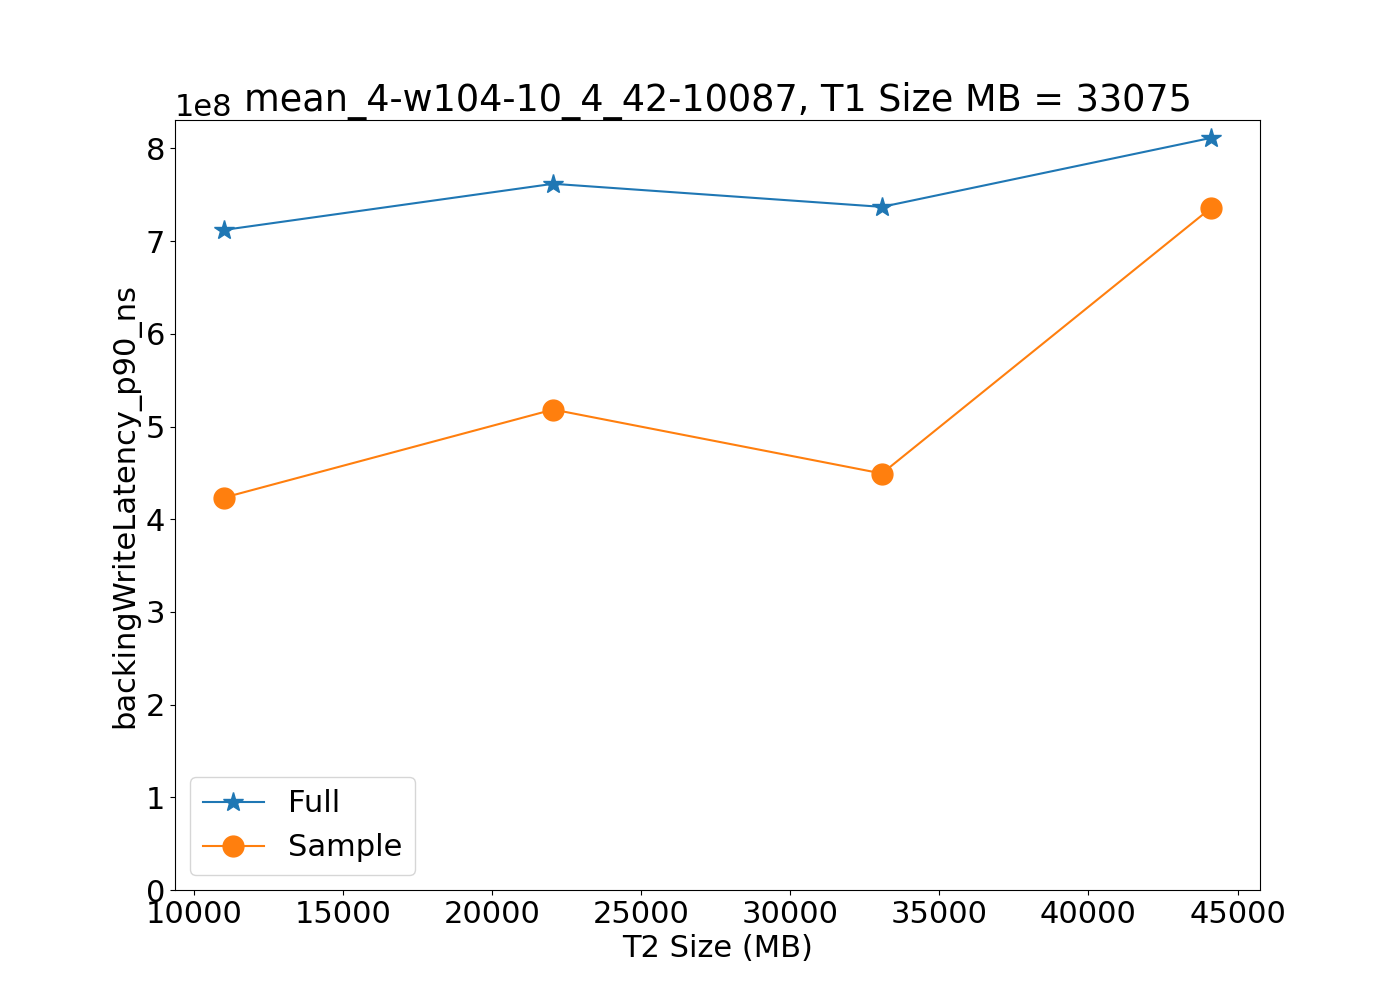 1e8
mean_4-w104-10_4_42-10087, T1 Size MB = 33075
backingWriteLatency_p90_ns
8
7
6
5
4
3
2
1
0
Full
Sample
10000 15000 20000 25000 30000 35000 40000 45000
T2 Size (MB)